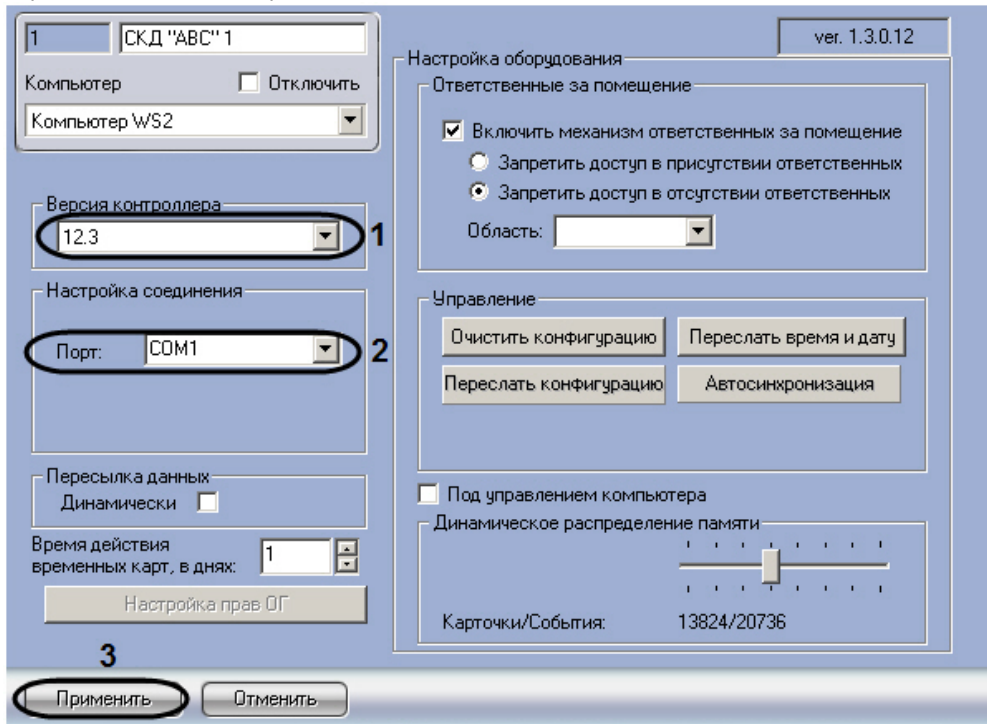 1
СКД "АВС" 1
Компьютер
Отключить
Компьютер WS2
Версия контроллера
12.3
1
Настройка соединения
Порт:
COM1
2
Пересылка данных
Динамически
Время действия
временных карт, в днях:
1
Настройка прав ОГ
ver. 1.3.0.12
Настройка оборудования
Ответственные за помещение
Включить механизм ответственных за помещение
Запретить доступ в присутствии ответственных
Запретить доступ в отсутствии ответственных
Область:
Управление
Очистить конфигурацию
Переслать время и дату
Переслать конфигурацию
Автосинхронизация
Под управлением компьютера
Динамическое распределение памяти
Карточки/События:
13824/20736
3
Применить
Отменить